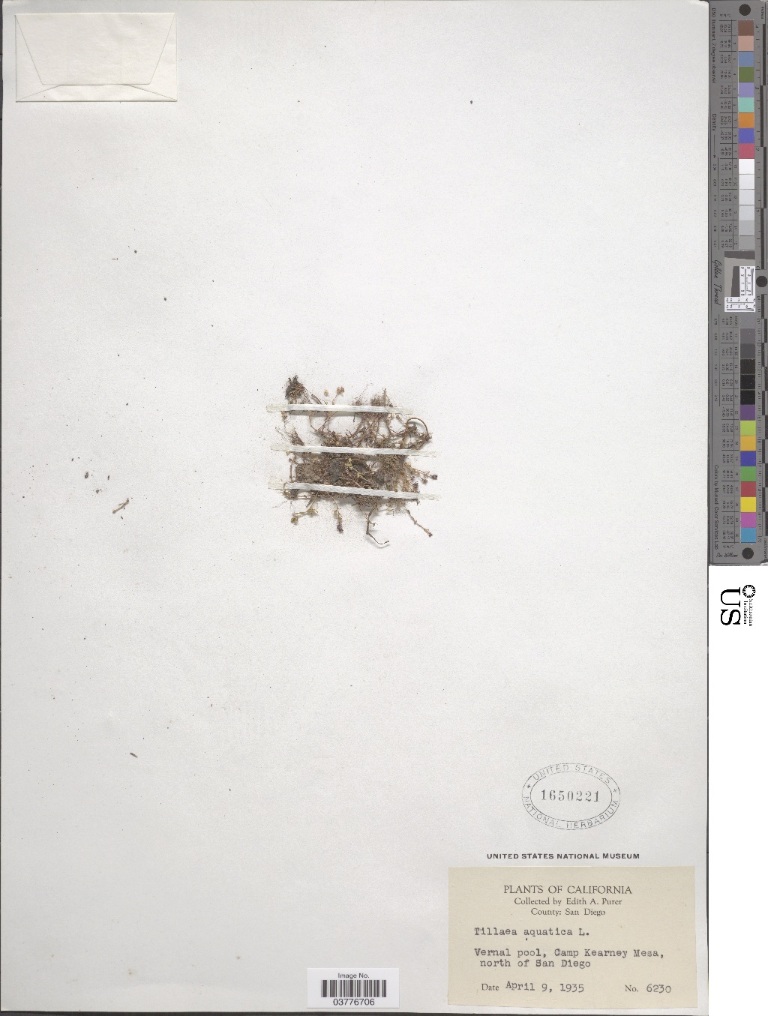 UNITED STATES
1650221
NATIONAL HERBARIUM
UNITED STATES NATIONAL MUSEUM
PLANTS OF CALIFORNIA
Collected by Edith A. Purer
County: San Diego
Tillaea aquatica L.
Vernal pool, Camp Kearney Mesa,
north of San Diego
Date April 9, 1935 No. 6230
Image No.
03776706
Smithsonian
Institution
US